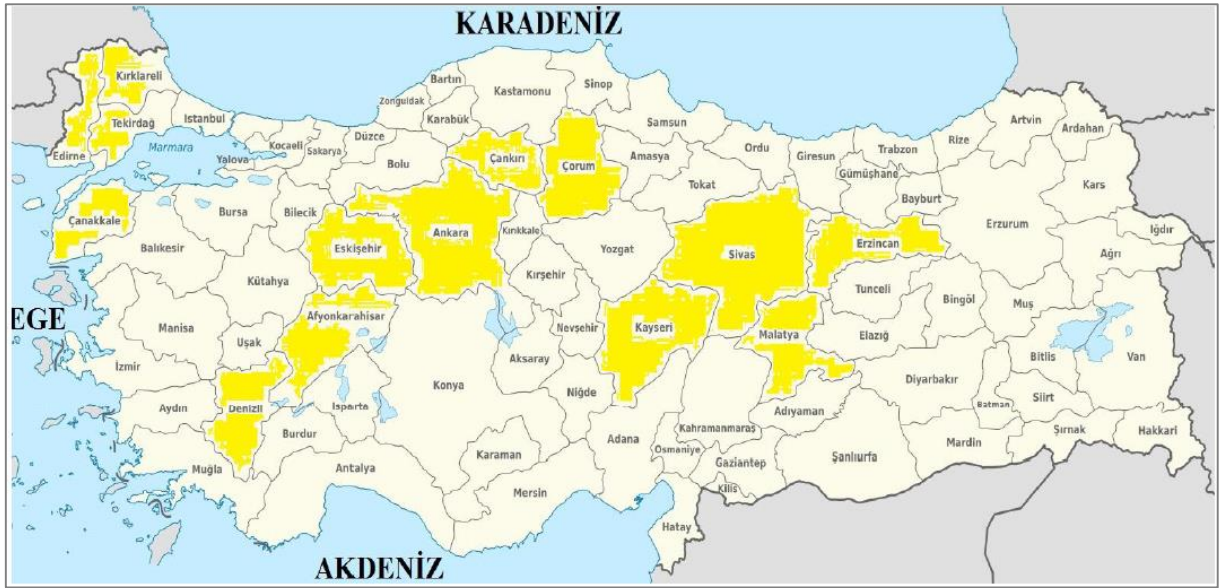 KARADENİZ
Bartın
Kastamonu
Sinop
Zonguldak
Karabük
Samsun
Artvin
Ardahan
Kırklareli
Tekirdağ
İstanbul
Edirne
Marmara
Kocaeli
Sakarya
Yalova
Düzce
Bolu
Çankırı
Çorum
Amasya
Ordu
Giresun
Trabzon
Rize
Gümüşhane
Bayburt
Kars
Tokat
Çanakkale
Bursa
Bilecik
Ankara
Kırıkkale
Erzurum
Iğdır
Balıkesir
Eskişehir
Yozgat
Sivas
Erzincan
Ağrı
Kütahya
Kırşehir
Tunceli
Bingöl
Muş
EGE
Manisa
Afyonkarahisar
Uşak
Nevşehir
Kayseri
Malatya
Elazığ
Bitlis
Van
İzmir
Aksaray
Konya
Niğde
Diyarbakır
Siirt
Batman
Aydın
Denizli
Isparta
Burdur
Adıyaman
Kahramanmaraş
Şırnak
Hakkari
Mardin
Muğla
Antalya
Karaman
Adana
Osmaniye
Gaziantep
Şanlıurfa
Kilis
Mersin
Hatay
AKDENİZ